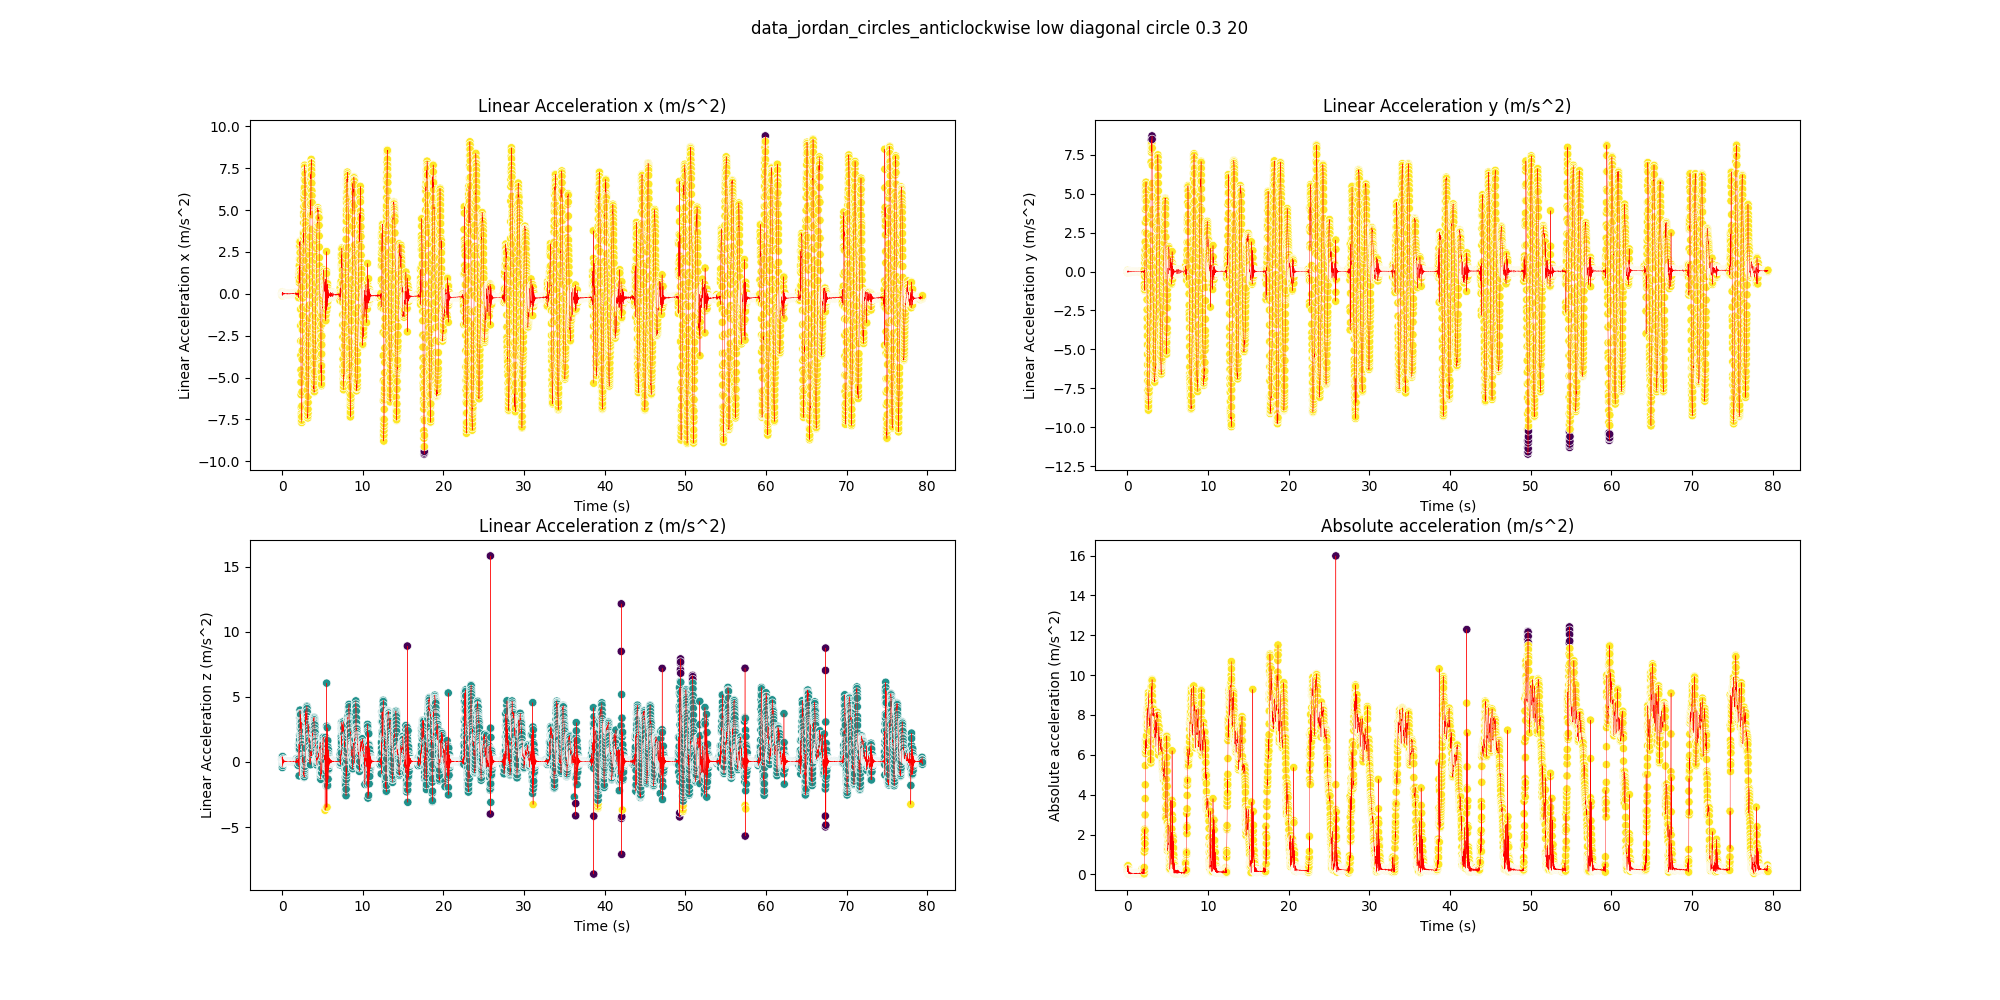 data_jordan_circles_anticlockwise low diagonal circle 0.3 20
Linear Acceleration x (m/s^2)
Linear Acceleration x (m/s^2)
10.0
7.5
5.0
2.5
0.0
−2.5
−5.0
−7.5
−10.0
0 10 20 30 40 50 60 70 80
Time (s)
Linear Acceleration y (m/s^2)
Linear Acceleration y (m/s^2)
7.5
5.0
2.5
0.0
−2.5
−5.0
−7.5
−10.0
−12.5
0 10 20 30 40 50 60 70 80
Time (s)
Linear Acceleration z (m/s^2)
Linear Acceleration z (m/s^2)
15
10
5
0
−5
0 10 20 30 40 50 60 70 80
Time (s)
Absolute acceleration (m/s^2)
Absolute acceleration (m/s^2)
16
14
12
10
8
6
4
2
0
0 10 20 30 40 50 60 70 80
Time (s)